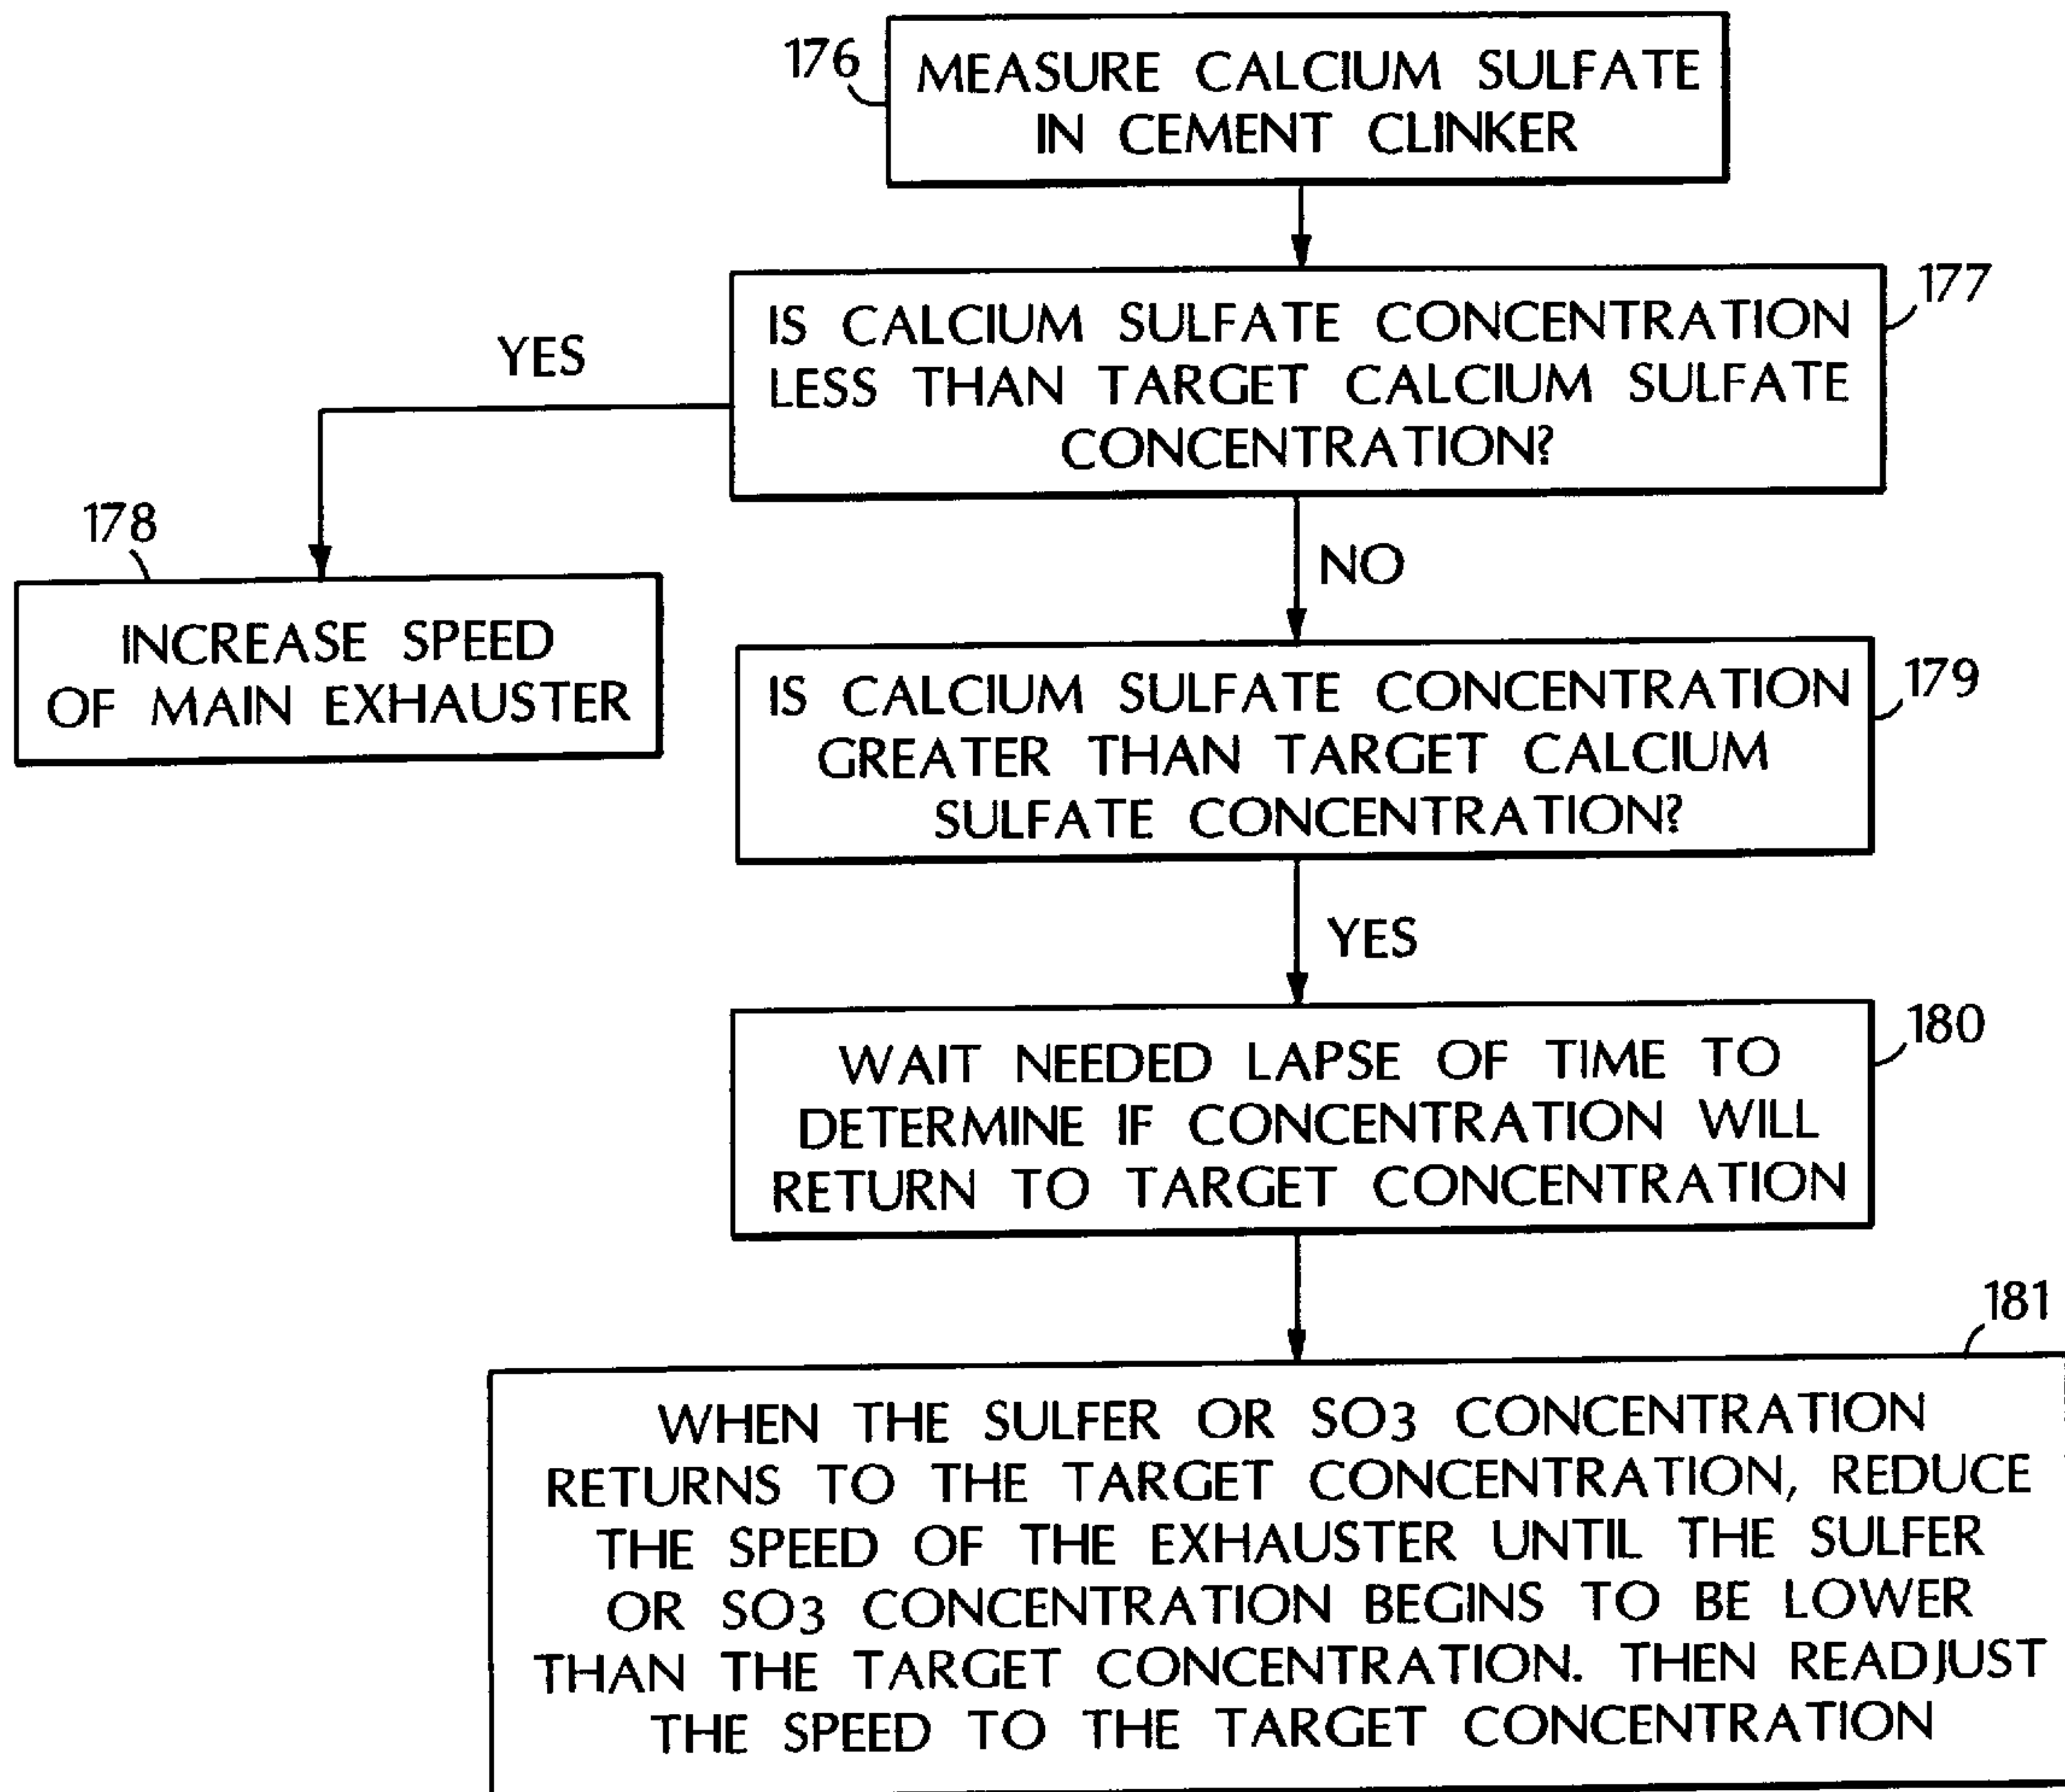 176
MEASURE CALCIUM SULFATE
IN CEMENT CLINKER
177
IS CALCIUM SULFATE CONCENTRATION
LESS THAN TARGET CALCIUM SULFATE
CONCENTRATION?
YES
178
INCREASE SPEED
OF MAIN EXHAUSTER
NO
179
IS CALCIUM SULFATE CONCENTRATION
GREATER THAN TARGET CALCIUM
SULFATE CONCENTRATION?
YES
180
WAIT NEEDED LAPSE OF TIME TO
DETERMINE IF CONCENTRATION WILL
RETURN TO TARGET CONCENTRATION
181
WHEN THE SULFER OR SO3 CONCENTRATION
RETURNS TO THE TARGET CONCENTRATION, REDUCE
THE SPEED OF THE EXHAUSTER UNTIL THE SULFER
OR SO3 CONCENTRATION BEGINS TO BE LOWER
THAN THE TARGET CONCENTRATION. THEN READJUST
THE SPEED TO THE TARGET CONCENTRATION